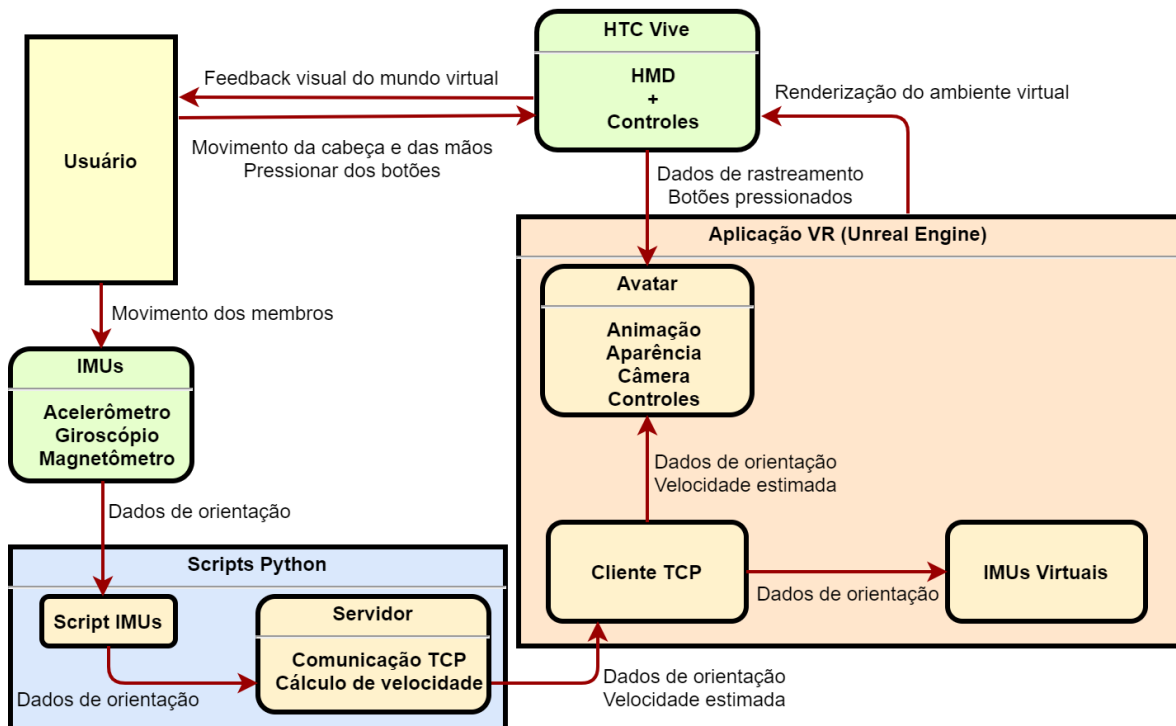 HTC Vive
HMD
+
Controles
Feedback visual do mundo virtual
Renderização do ambiente virtual
Usuário
Movimento da cabeça e das mãos
Pressionar dos botões
Dados de rastreamento
Botões pressionados
Aplicação VR (Unreal Engine)
Avatar
Animação
Aparência
Câmera
Controles
Movimento dos membros
IMUs
Acelerômetro
Giroscópio
Magnetômetro
Dados de orientação
Velocidade estimada
Dados de orientação
Scripts Python
Cliente TCP
Dados de orientação
IMUs Virtuais
Script IMUs
Servidor
Comunicação TCP
Cálculo de velocidade
Dados de orientação
Dados de orientação
Velocidade estimada